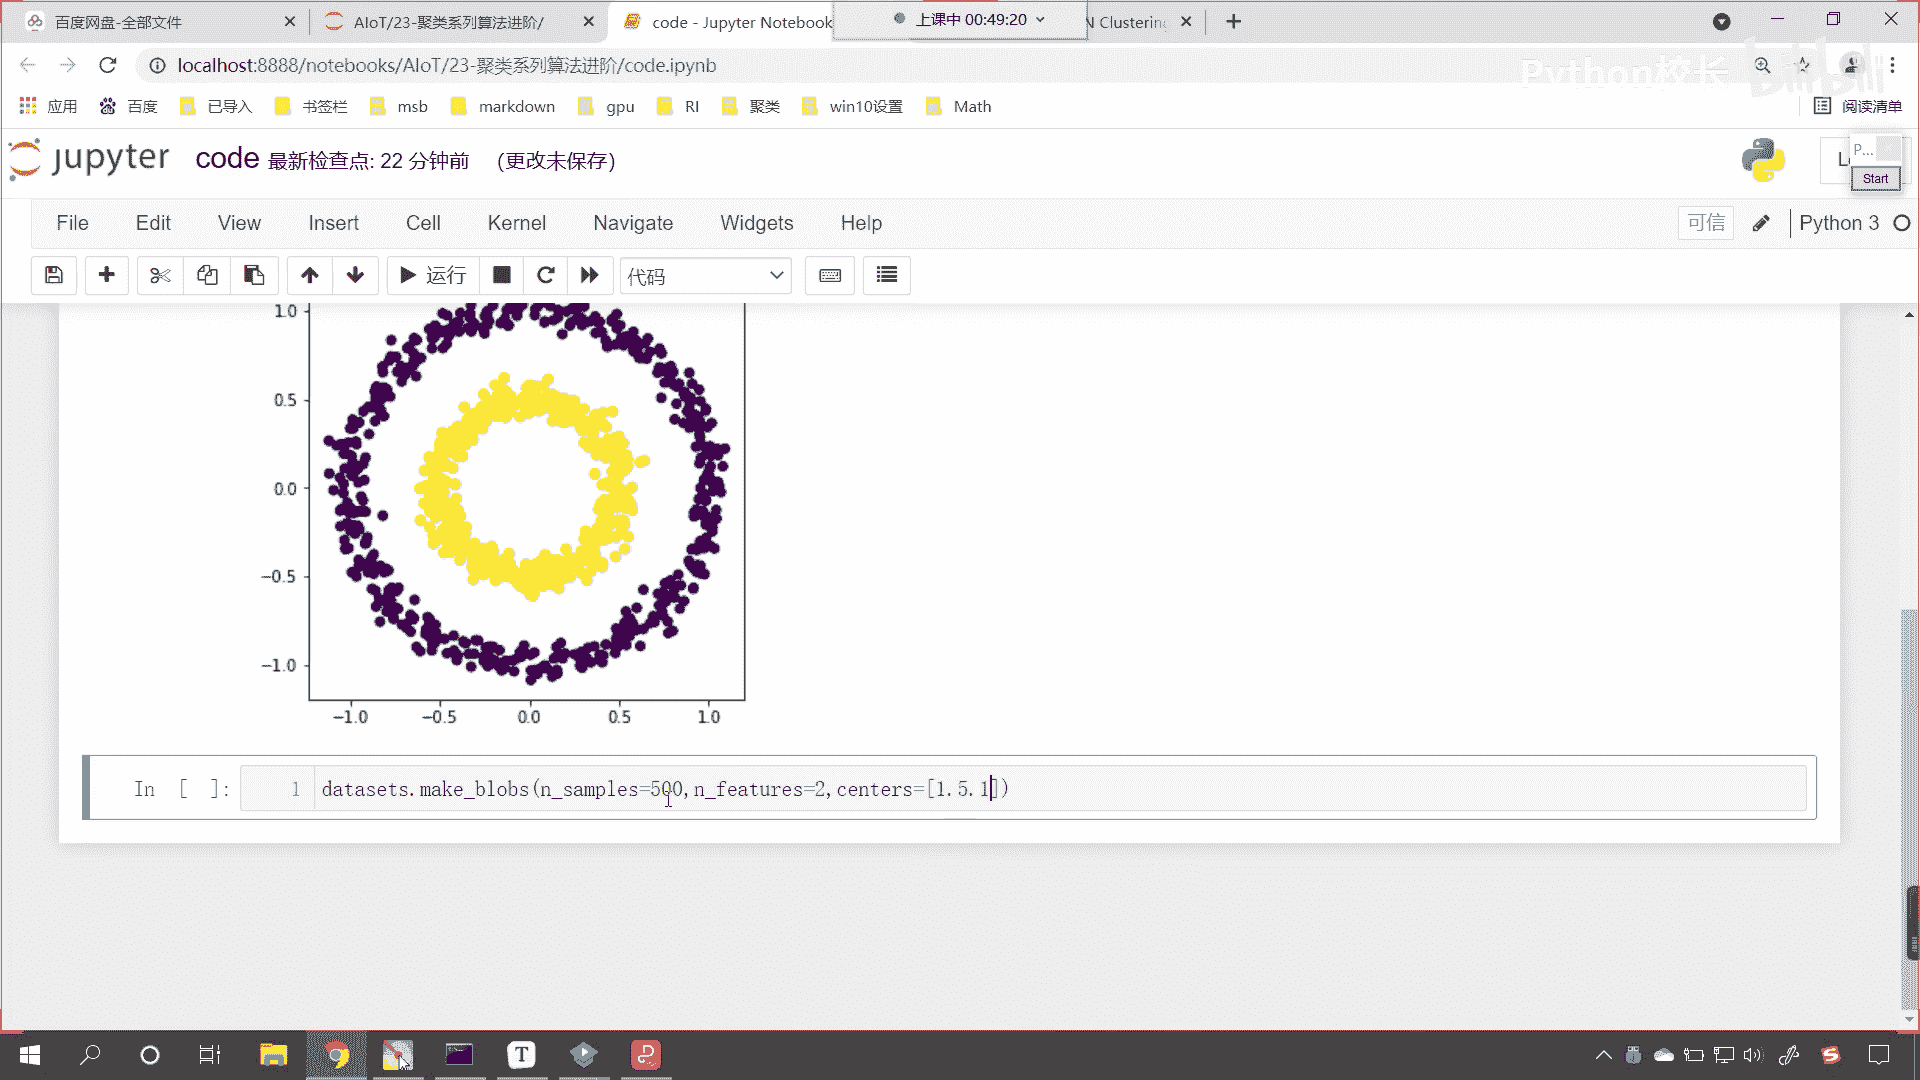 百度网盘-全部文件
AIoT/23-聚类系列算法进阶/
code - Jupyter Notebook
上课中 00:49:20
N Clustering
localhost:8888/notebooks/AIoT/23-聚类系列算法进阶/code.ipynb
Python校长
bilibili
应用 百度 已导入 书签栏 msb markdown gpu RI 聚类 win10设置 Math 阅读清单
jupyter code 最新检查点: 22 分钟前 (更改未保存)
P...
Start
File Edit View Insert Cell Kernel Navigate Widgets Help 可信 Python 3
运行 代码
1.0
0.5
0.0
−0.5
−1.0
−1.0 −0.5 0.0 0.5 1.0
In [ ]: 1 datasets.make_blobs(n_samples=500,n_features=2,centers=[1.5.1])